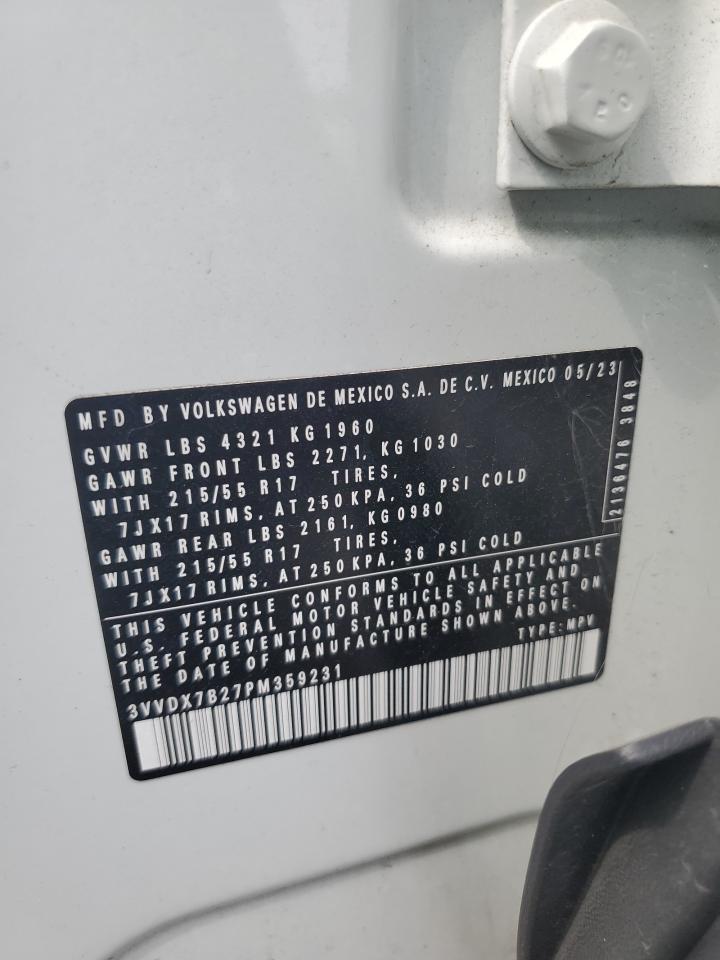 MFD BY VOLKSWAGEN DE MEXICO S.A. DE C.V. MEXICO 05/23
GVWR LBS 4321 KG 1960
GAWR FRONT LBS 2271, KG 1030
WITH 215/55 R17 TIRES,
7JX17 RIMS, AT 250 KPA, 36 PSI COLD
GAWR REAR LBS 2161, KG 0980
WITH 215/55 R17 TIRES,
7JX17 RIMS, AT 250 KPA, 36 PSI COLD
2136476 3848
THIS VEHICLE CONFORMS TO ALL APPLICABLE
U.S. FEDERAL MOTOR VEHICLE SAFETY AND
THEFT PREVENTION STANDARDS IN EFFECT ON
THE DATE OF MANUFACTURE SHOWN ABOVE.
TYPE: MPV
3VVDX7B27PM359231